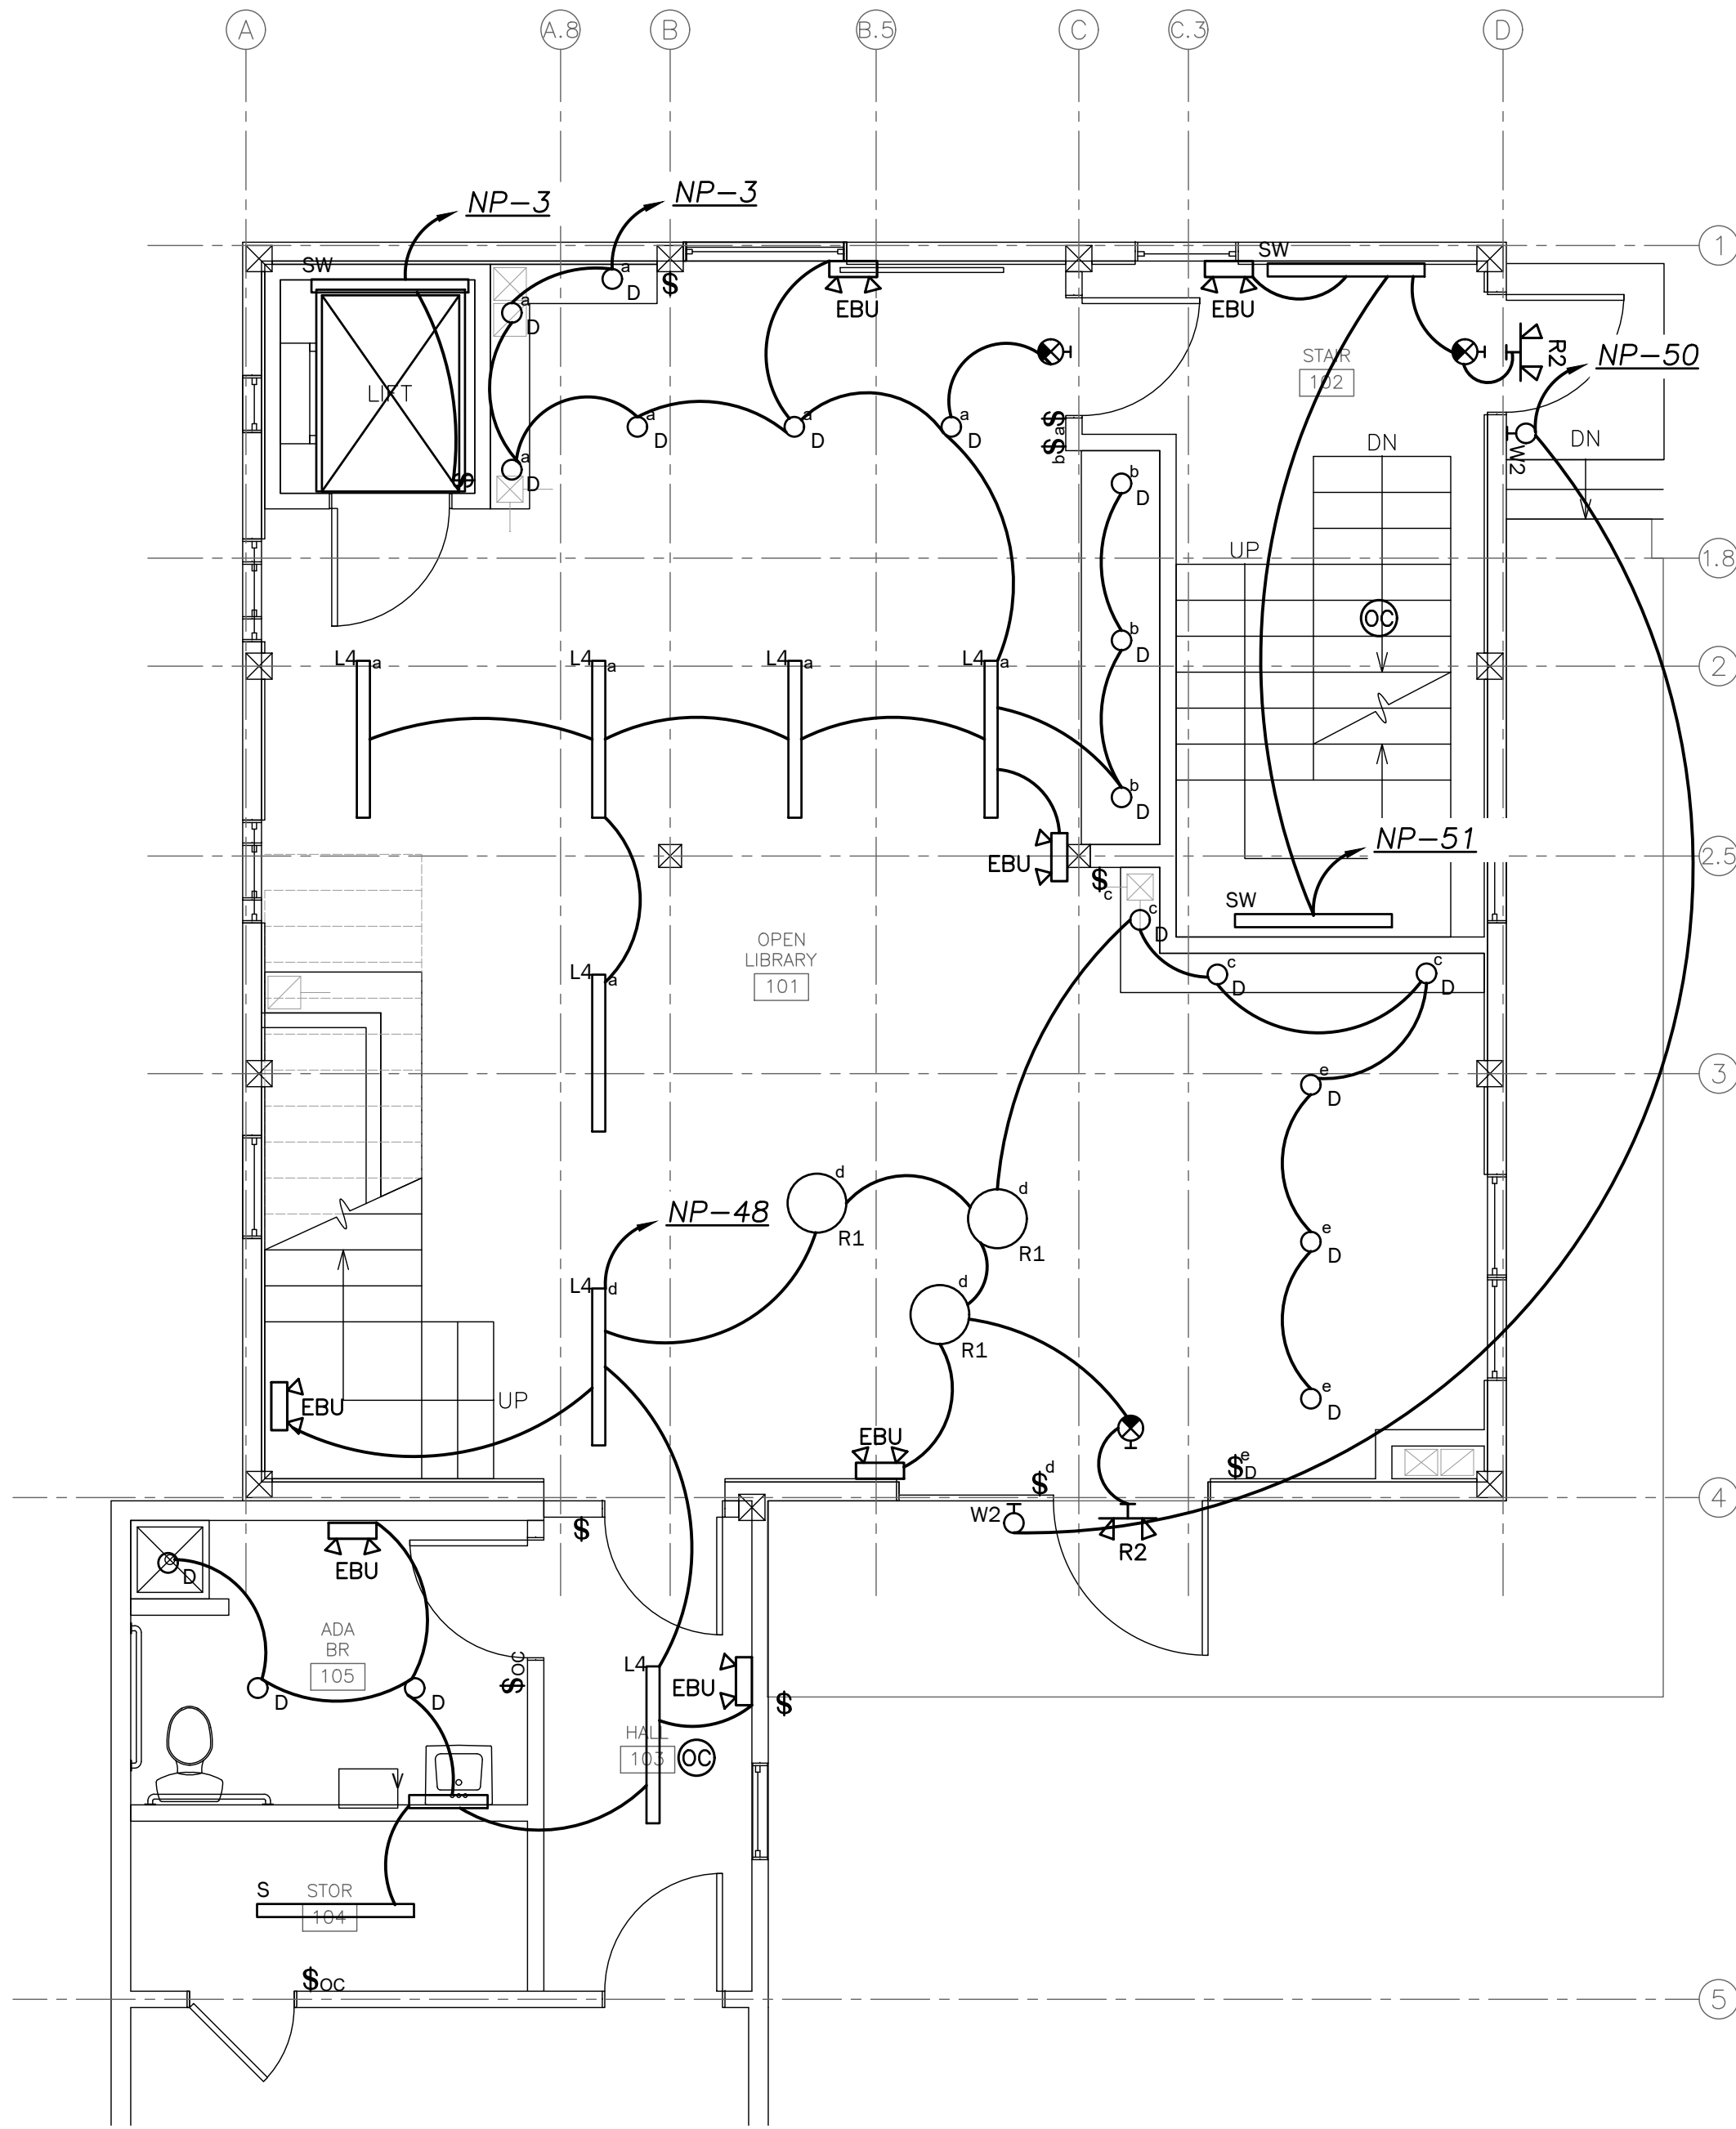 A A.8 B B.5 C C.3 D
NP-3 NP-3
1
SW SW
a
D
$
EBU EBU
a
D
STAIR
102
R2
NP-50
LIFT
a
D
a
D
a
D
a
D
$a
$b
DN
DN
W2
$
b
D
UP
1.8
OC
b
D
L4 a
L4 a
L4 a
L4 a
2
b
D
NP-51
EBU
2.5
$c
SW
c
D
OPEN
LIBRARY
101
L4 a
c
D
c
D
e
D
3
d
R1
d
R1
NP-48
e
D
L4 d
d
R1
EBU
UP
e
D
EBU
$d
$e
D
4
W2
R2
$
EBU
D
ADA
BR
105
$OC
L4
EBU
$
D
D
HALL
103
OC
S
STOR
104
$OC
5